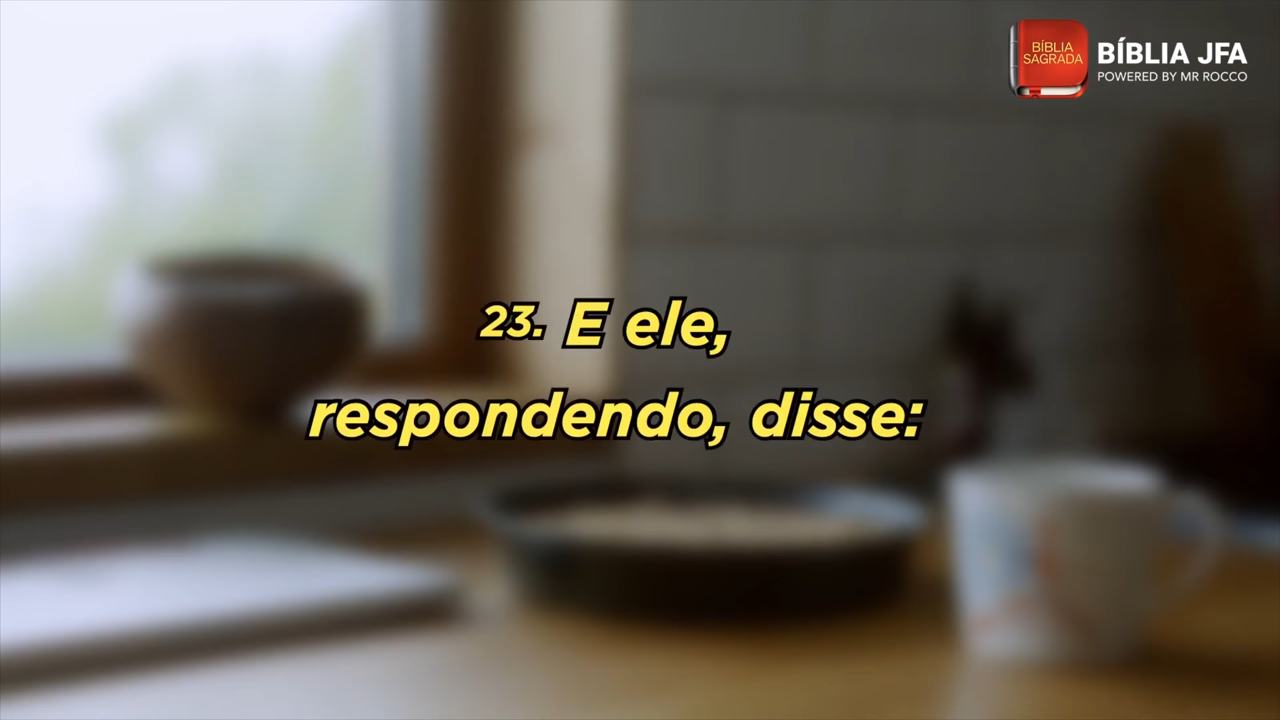 BÍBLIA
SAGRADA
BÍBLIA JFA
POWERED BY MR ROCCO
23. E ele,
respondendo, disse: